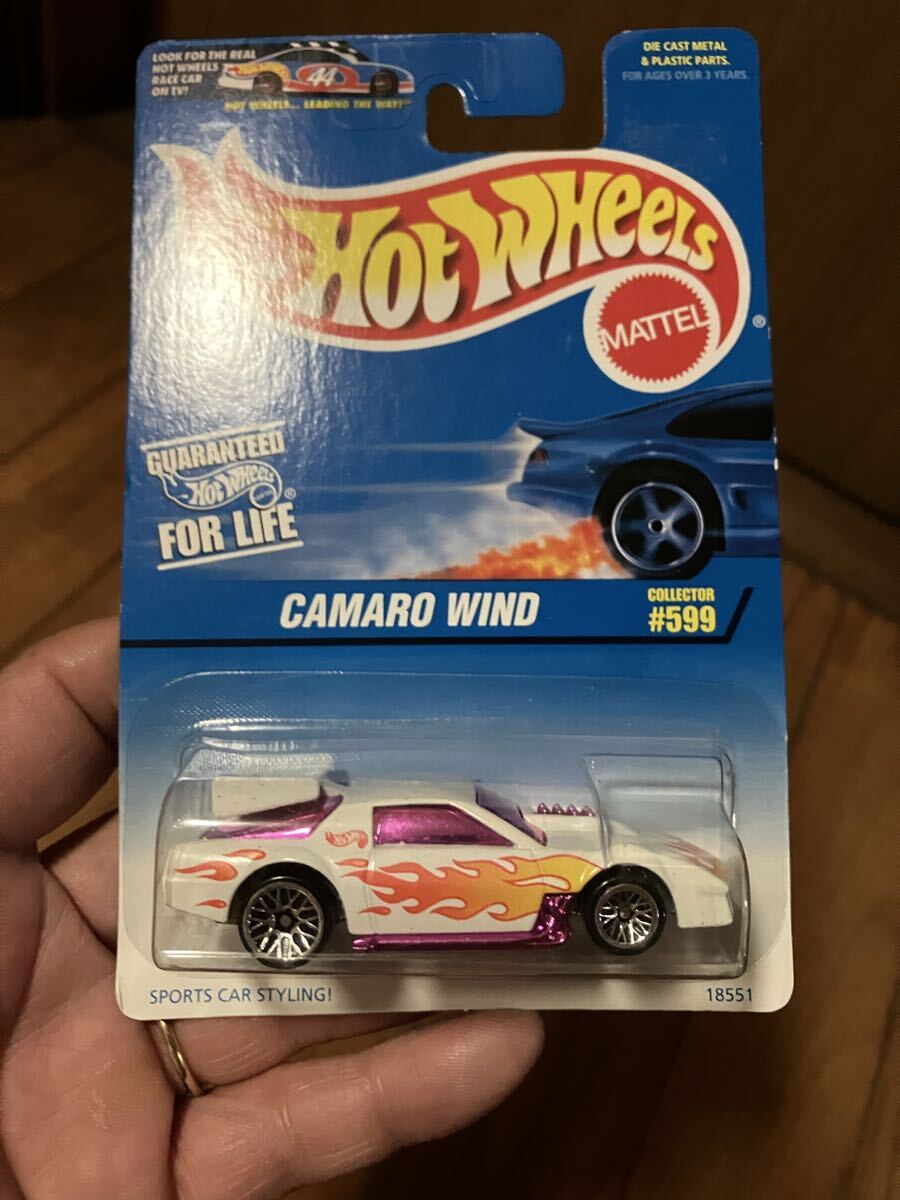 LOOK FOR THE REAL
HOT WHEELS
RACE CAR
ON TV!
44
HOT WHEELS... LEADING THE WAY!™
DIE CAST METAL
& PLASTIC PARTS.
FOR AGES OVER 3 YEARS.
HOT WHEELS
MATTEL
®
GUARANTEED
HOT WHEELS
®
FOR LIFE
CAMARO WIND
COLLECTOR
#599
SPORTS CAR STYLING!
18551